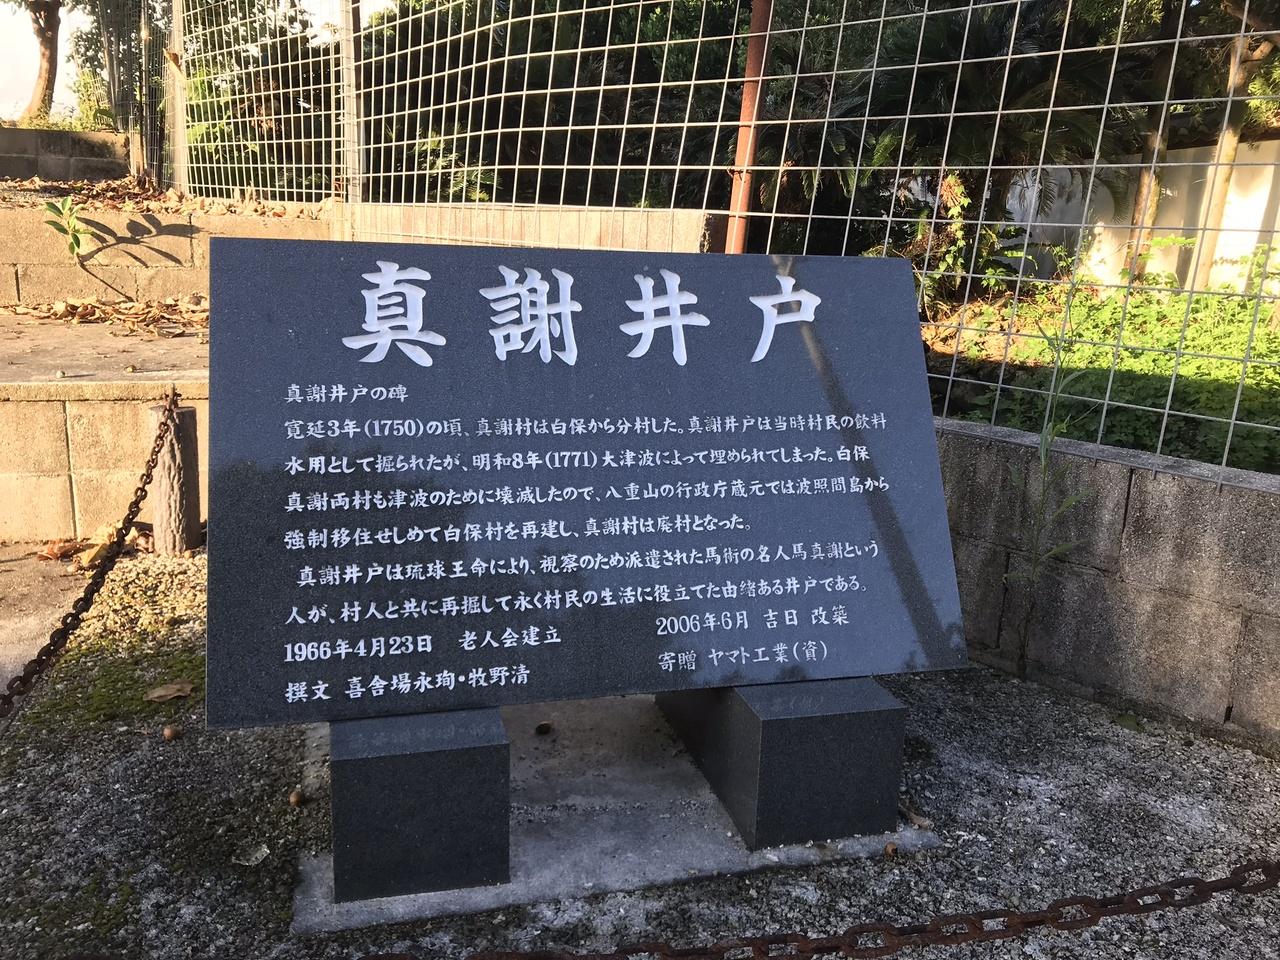 真謝井戸
真謝井戸の碑
寛延3年(1750)の頃、真謝村は白保から分村した。真謝井戸は当時村民の飲料
水用として掘られたが、明和8年(1771)大津波によって埋められてしまった。白保
真謝両村も津波のために壊滅したので、八重山の行政庁蔵元では波照間島から
強制移住せしめて白保村を再建し、真謝村は廃村となった。
真謝井戸は琉球王命により、視察のため派遣された馬術の名人馬真謝という
人が、村人と共に再掘して永く村民の生活に役立てた由緒ある井戸である。
1966年4月23日 老人会建立
撰文 喜舎場永珣・牧野清
2006年6月 吉日 改築
寄贈 ヤマト工業(資)